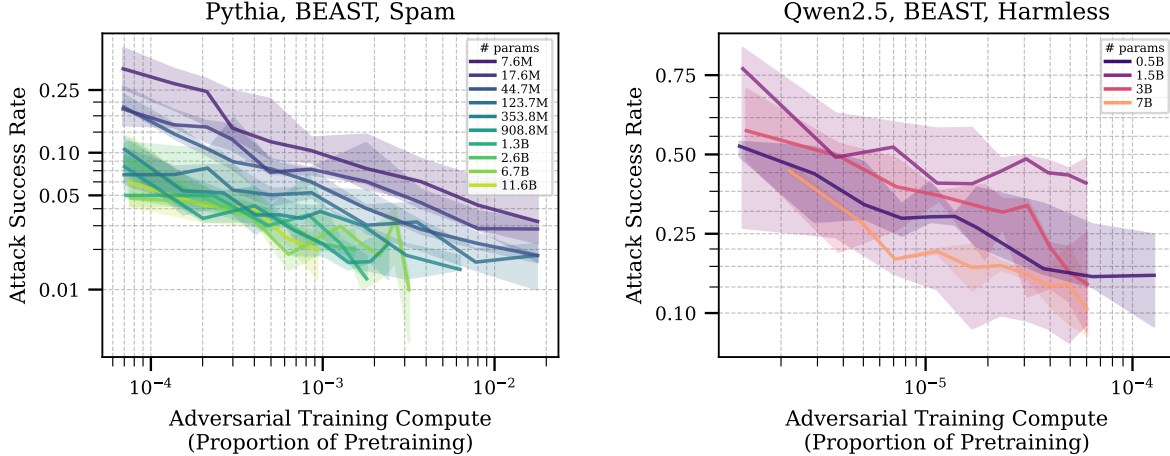 Pythia, BEAST, Spam
Attack Success Rate
0.25
0.10
0.05
0.01
# params
7.6M
17.6M
44.7M
123.7M
353.8M
908.8M
1.3B
2.6B
6.7B
11.6B
10⁻⁴
10⁻³
10⁻²
Adversarial Training Compute
(Proportion of Pretraining)
Qwen2.5, BEAST, Harmless
Attack Success Rate
0.75
0.50
0.25
0.10
# params
0.5B
1.5B
3B
7B
10⁻⁵
10⁻⁴
Adversarial Training Compute
(Proportion of Pretraining)